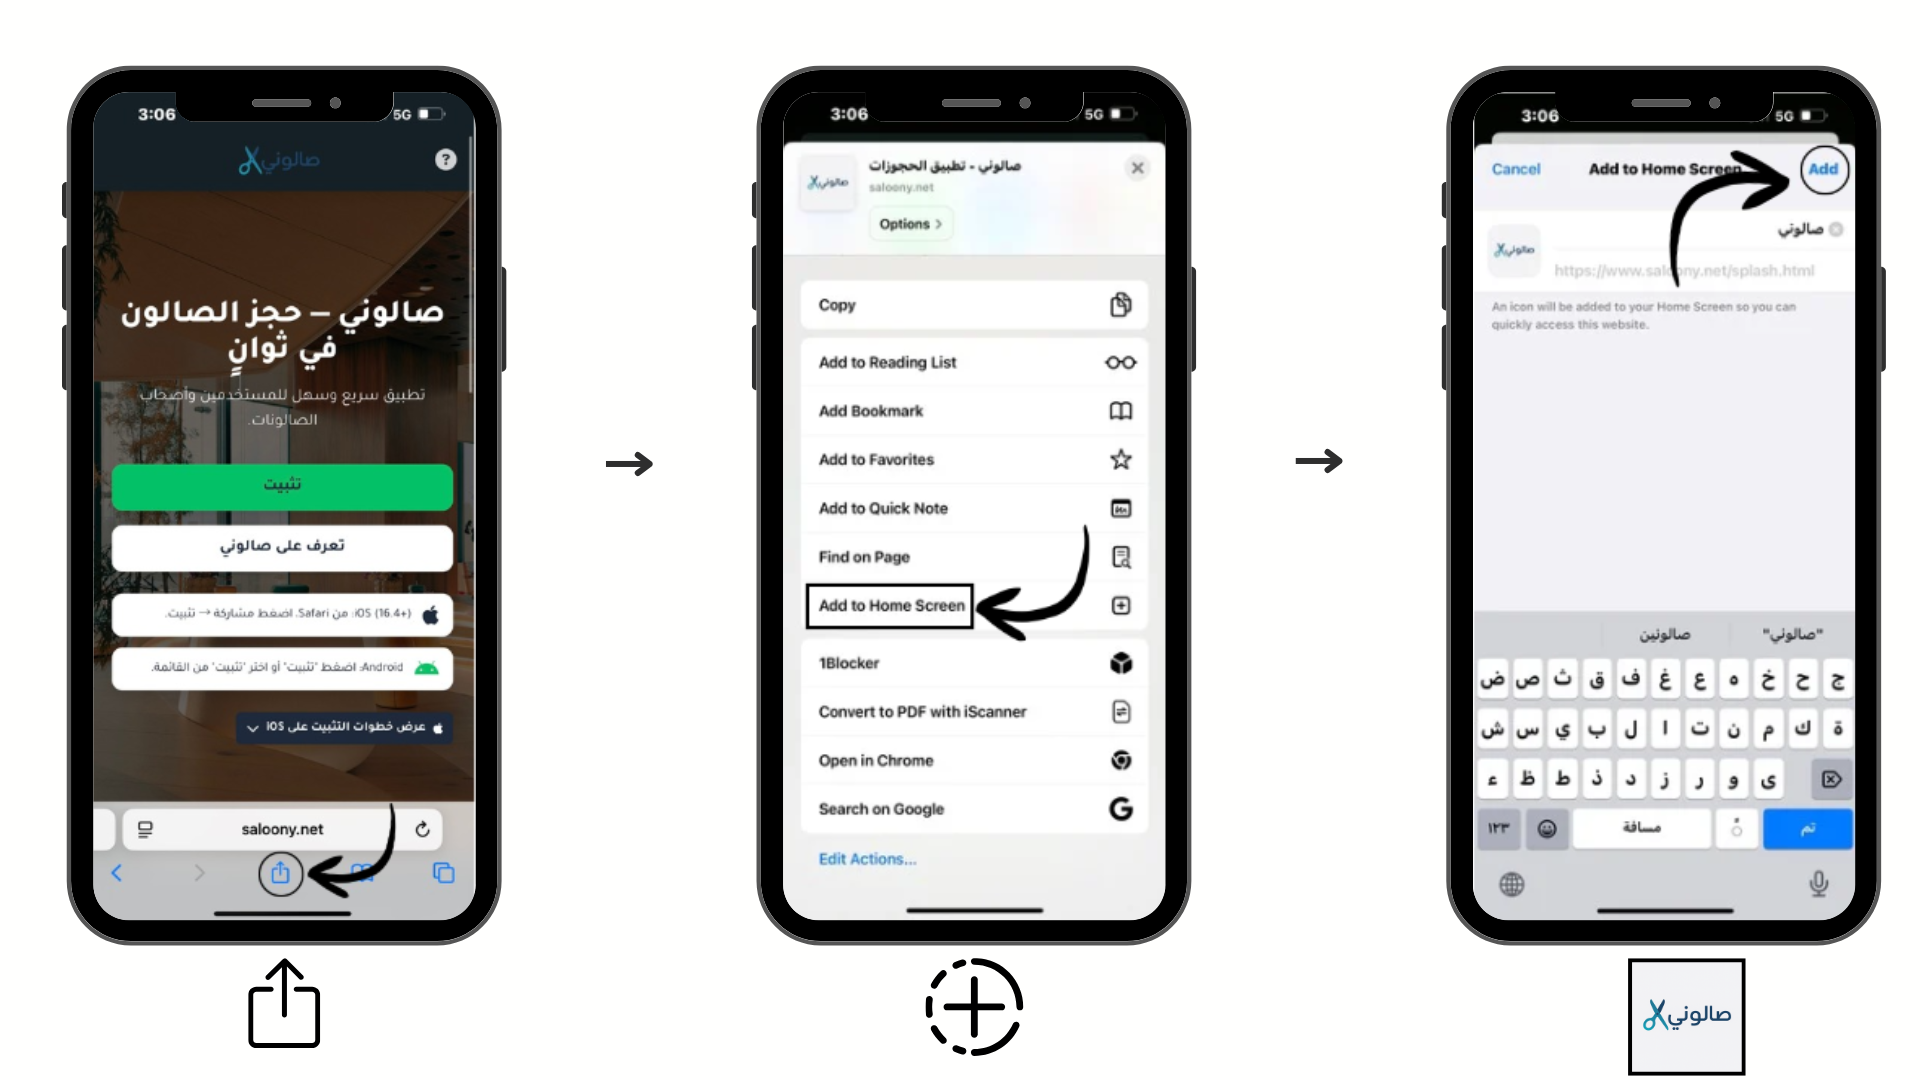 3:06
5G
صالوني
?
صالوني – حجز الصالون
في ثوانٍ
تطبيق سريع وسهل للمستخدمين وأصحاب
الصالونات.
تثبيت
تعرف على صالوني
iOS (16.4+): من Safari، اضغط مشاركة → تثبيت.
Android: اضغط "تثبيت" أو اختر "تثبيت" من القائمة.
عرض خطوات التثبيت على iOS
saloony.net
3:06
5G
صالوني
صالوني - تطبيق الحجوزات
saloony.net
Options
Copy
Add to Reading List
Add Bookmark
Add to Favorites
Add to Quick Note
Find on Page
Add to Home Screen
1Blocker
Convert to PDF with iScanner
Open in Chrome
Search on Google
Edit Actions...
3:06
5G
Cancel
Add to Home Screen
Add
صالوني
صالوني
https://www.saloony.net/splash.html
An icon will be added to your Home Screen so you can
quickly access this website.
"صالوني"
صالونين
ج ح خ ه ع غ ف ق ث ص ض
ة ك م ن ت ا ل ب ي س ش
ى و ر ز د ذ ط ظ ء
١٢٣
مسافة
تم
صالوني